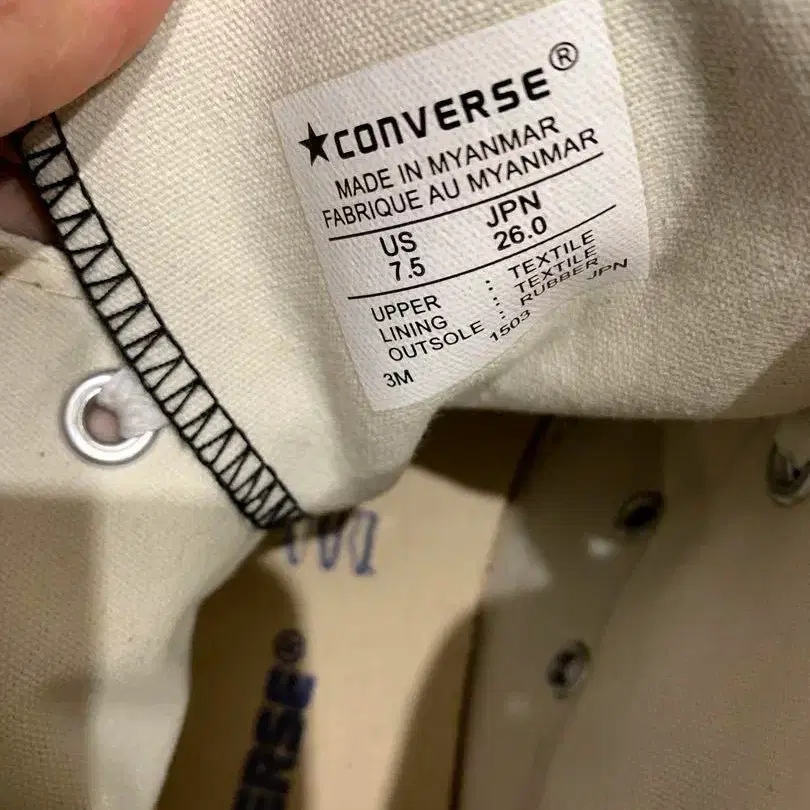 ★CONVERSE®
MADE IN MYANMAR
FABRIQUE AU MYANMAR
US JPN
7.5 26.0
UPPER : TEXTILE
LINING : TEXTILE
OUTSOLE : RUBBER
3M 1503 JPN
ERSE®